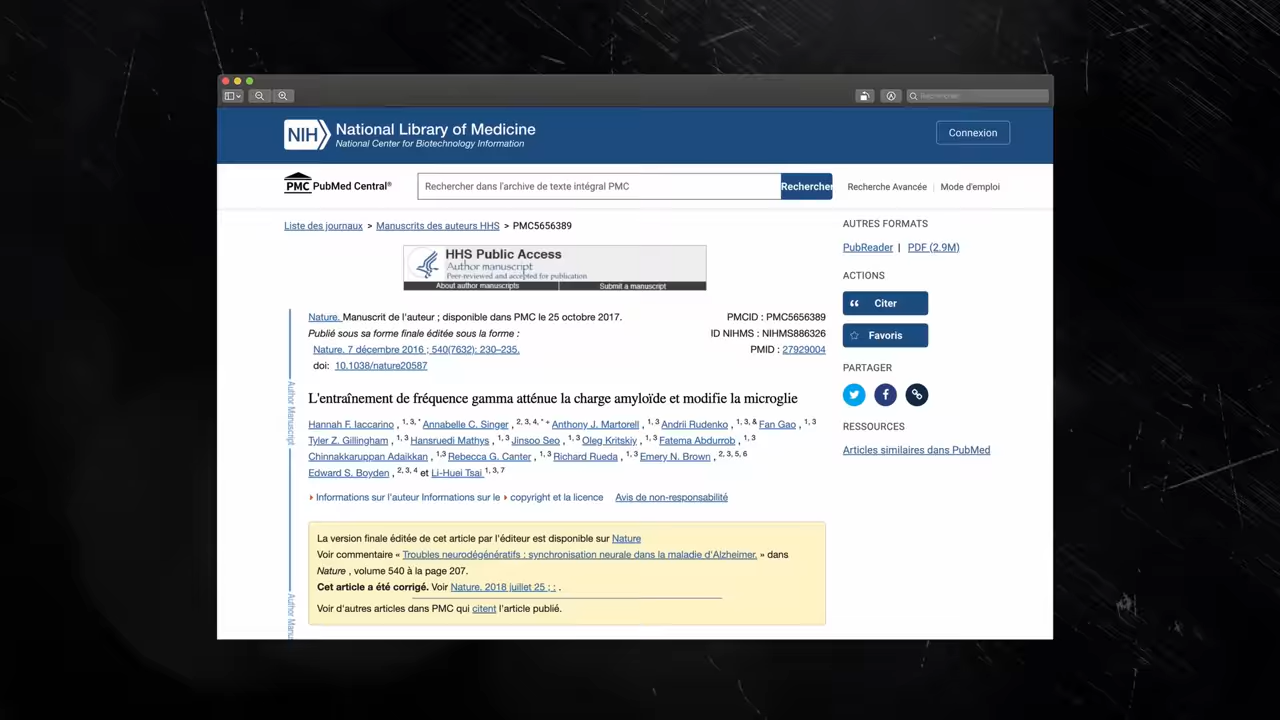 Rechercher
NIH National Library of Medicine
National Center for Biotechnology Information
Connexion
PMC PubMed Central®
Rechercher dans l'archive de texte intégral PMC
Rechercher
Recherche Avancée | Mode d'emploi
Liste des journaux > Manuscrits des auteurs HHS > PMC5656389
HHS Public Access
Author manuscript
Peer-reviewed and accepted for publication
About author manuscripts
Submit a manuscript
Nature. Manuscrit de l'auteur ; disponible dans PMC le 25 octobre 2017.
Publié sous sa forme finale éditée sous la forme :
Nature. 7 décembre 2016 ; 540(7632): 230–235.
doi: 10.1038/nature20587
PMCID : PMC5656389
ID NIHMS : NIHMS886326
PMID : 27929004
Author Manuscript
L'entraînement de fréquence gamma atténue la charge amyloïde et modifie la microglie
Hannah F. Iaccarino , 1, 3, * Annabelle C. Singer , 2, 3, 4, * + Anthony J. Martorell , 1, 3 Andrii Rudenko , 1, 3, & Fan Gao , 1, 3
Tyler Z. Gillingham , 1, 3 Hansruedi Mathys , 1, 3 Jinsoo Seo , 1, 3 Oleg Kritskiy , 1, 3 Fatema Abdurrob , 1, 3
Chinnakkaruppan Adaikkan , 1,3 Rebecca G. Canter , 1, 3 Richard Rueda , 1, 3 Emery N. Brown , 2, 3, 5, 6
Edward S. Boyden , 2, 3, 4 et Li-Huei Tsai 1, 3, 7
Informations sur l'auteur Informations sur le copyright et la licence Avis de non-responsabilité
La version finale éditée de cet article par l'éditeur est disponible sur Nature
Voir commentaire « Troubles neurodégénératifs : synchronisation neurale dans la maladie d'Alzheimer. » dans
Nature , volume 540 à la page 207.
Cet article a été corrigé. Voir Nature. 2018 juillet 25 ; : .
Voir d'autres articles dans PMC qui citent l'article publié.
Author Manus
AUTRES FORMATS
PubReader | PDF (2.9M)
ACTIONS
Citer
Favoris
PARTAGER
RESSOURCES
Articles similaires dans PubMed